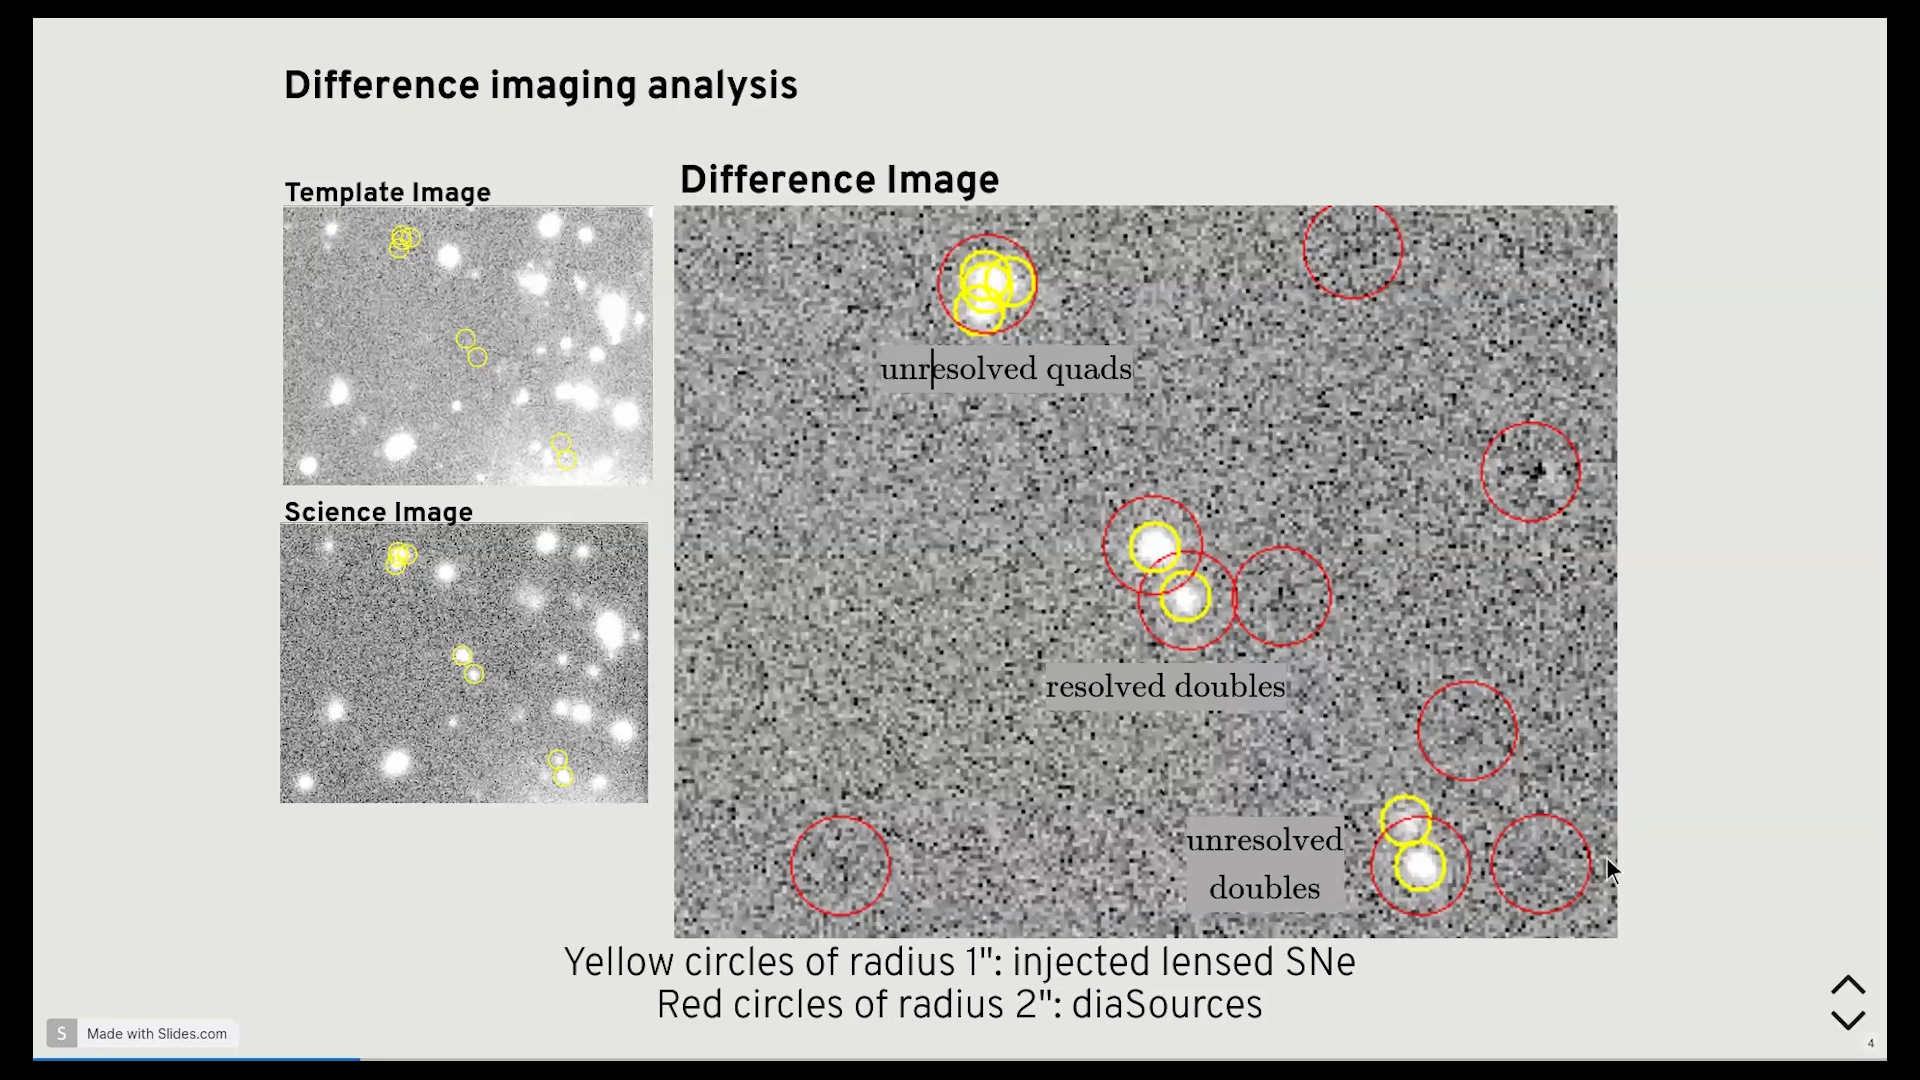 Difference imaging analysis
Template Image
Difference Image
unresolved quads
Science Image
resolved doubles
unresolved
doubles
Yellow circles of radius 1": injected lensed SNe
Red circles of radius 2": diaSources
S Made with Slides.com
4